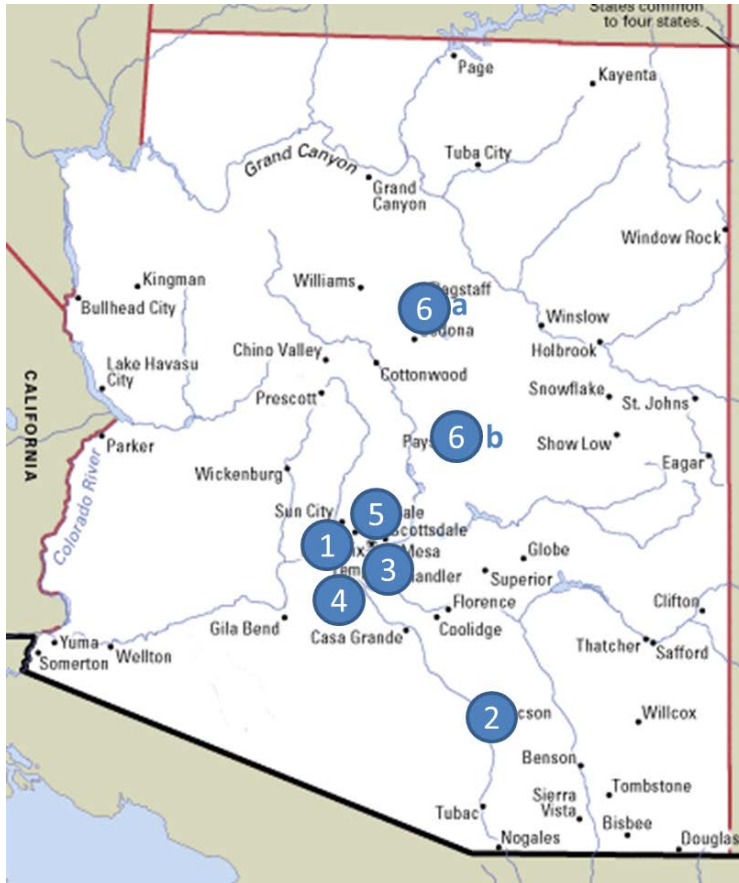 States common
to four states.
Page
Kayenta
Tuba City
Grand Canyon
Grand
Canyon
Window Rock
Kingman
Williams
Bullhead City
6
a
Winslow
Holbrook
Chino Valley
Lake Havasu
City
Cottonwood
Snowflake
St. Johns
Prescott
CALIFORNIA
Parker
6
b
Show Low
Eagar
Wickenburg
Colorado River
Sun City
5
Scottsdale
1
Mesa
Globe
3
Superior
4
Florence
Clifton
Gila Bend
Casa Grande
Coolidge
Thatcher
Safford
Yuma
Somerton
Wellton
2
Willcox
Benson
Tombstone
Sierra
Vista
Tubac
Bisbee
Nogales
Douglas